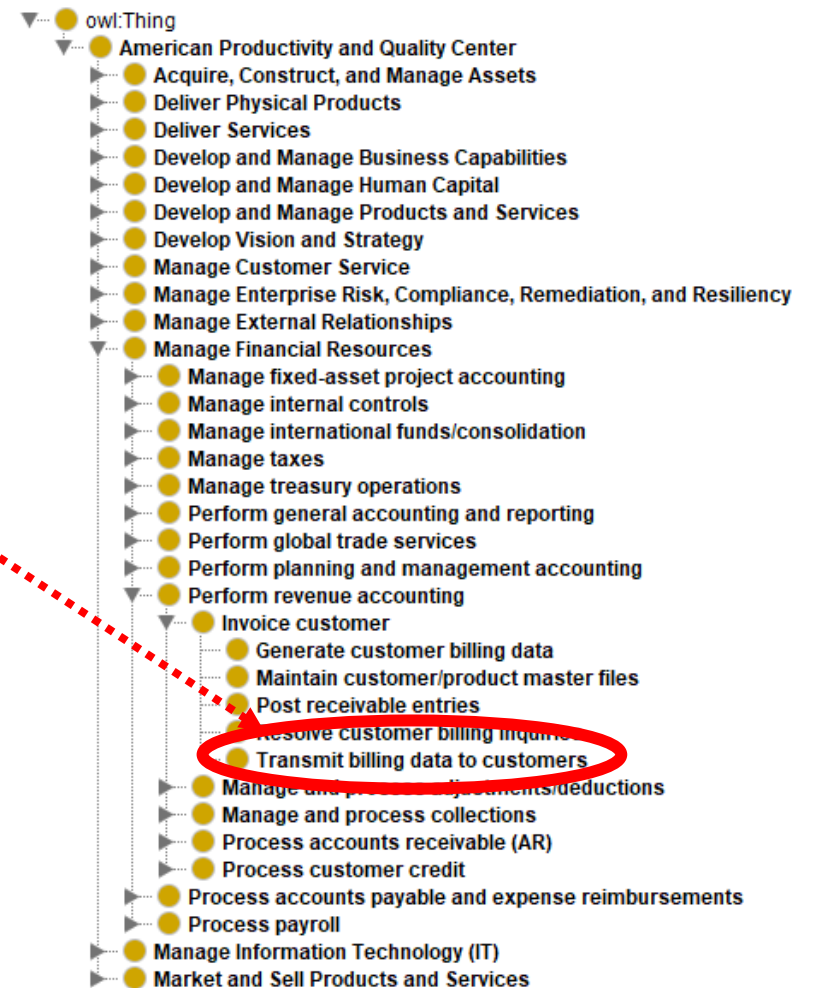 owl:Thing
American Productivity and Quality Center
Acquire, Construct, and Manage Assets
Deliver Physical Products
Deliver Services
Develop and Manage Business Capabilities
Develop and Manage Human Capital
Develop and Manage Products and Services
Develop Vision and Strategy
Manage Customer Service
Manage Enterprise Risk, Compliance, Remediation, and Resiliency
Manage External Relationships
Manage Financial Resources
Manage fixed-asset project accounting
Manage internal controls
Manage international funds/consolidation
Manage taxes
Manage treasury operations
Perform general accounting and reporting
Perform global trade services
Perform planning and management accounting
Perform revenue accounting
Invoice customer
Generate customer billing data
Maintain customer/product master files
Post receivable entries
Resolve customer billing inquiries
Transmit billing data to customers
Manage and process adjustments/deductions
Manage and process collections
Process accounts receivable (AR)
Process customer credit
Process accounts payable and expense reimbursements
Process payroll
Manage Information Technology (IT)
Market and Sell Products and Services